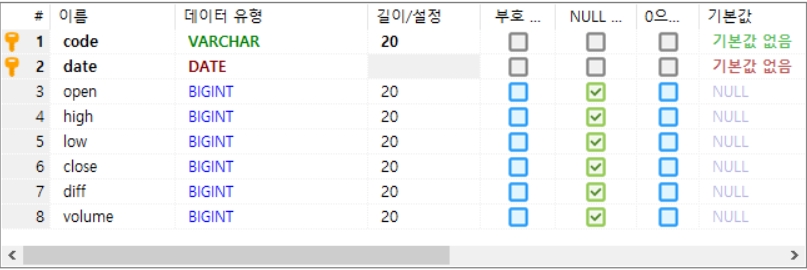 # 이름 데이터 유형 길이/설정 부호 ... NULL ... 0으... 기본값
1 code VARCHAR 20 기본값 없음
2 date DATE 기본값 없음
3 open BIGINT 20 NULL
4 high BIGINT 20 NULL
5 low BIGINT 20 NULL
6 close BIGINT 20 NULL
7 diff BIGINT 20 NULL
8 volume BIGINT 20 NULL